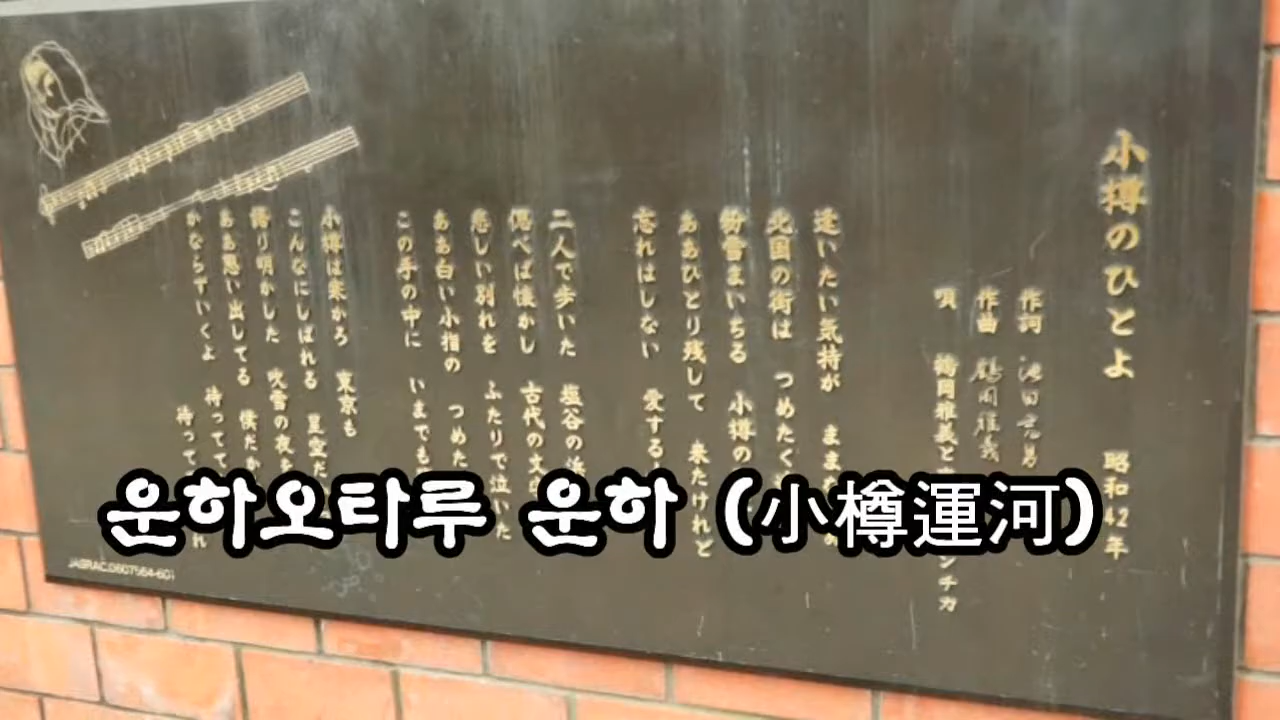 小樽のひとよ 昭和42年
作詞 池田充男
作曲 鶴岡雅義
唄 鶴岡雅義と
ンチカ
逢いたい気持が まま
北国の街は つめたく
粉雪まいちる 小樽の
ああひとり残して 来たけれど
忘れはしない 愛する
二人で歩いた 塩谷の
偲べば懐かし 古代の文
悲しい別れを ふたりで泣いた
ああ白い小指の つめた
この手の中に いまでも
小樽は寒かろ 東京も
こんなにしばれる 星空だ
語り明かした 吹雪の夜
ああ思い出してる 僕だか
かならずいくよ 待ってて
待って
れ
JASRAC.0607564-601
운하오타루 운하 (小樽運河)